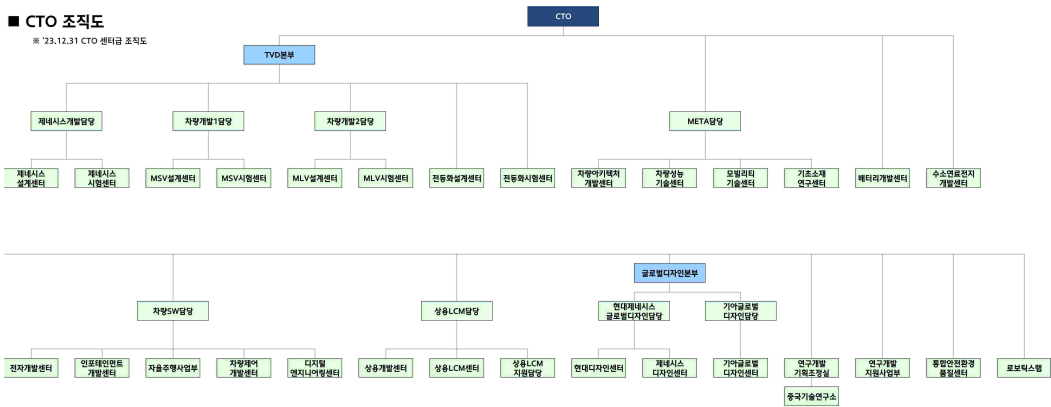 ■ CTO 조직도
※ '23.12.31 CTO 센터급 조직도
CTO
TVD본부
제네시스개발담당
차량개발1담당
차량개발2담당
META담당
제네시스
설계센터
제네시스
시험센터
MSV설계센터
MSV시험센터
MLV설계센터
MLV시험센터
전동화설계센터
전동화시험센터
차량아키텍처
개발센터
차량성능
기술센터
모빌리티
기술센터
기초소재
연구센터
배터리개발센터
수소연료전지
개발센터
글로벌디자인본부
차량SW담당
상용LCM담당
현대제네시스
글로벌디자인담당
기아글로벌
디자인담당
전자개발센터
인포테인먼트
개발센터
자율주행사업부
차량제어
개발센터
디지털
엔지니어링센터
상용개발센터
상용LCM센터
상용LCM
지원담당
현대디자인센터
제네시스
디자인센터
기아글로벌
디자인센터
연구개발
기획조정실
연구개발
지원사업부
통합안전환경
품질센터
로보틱스랩
중국기술연구소